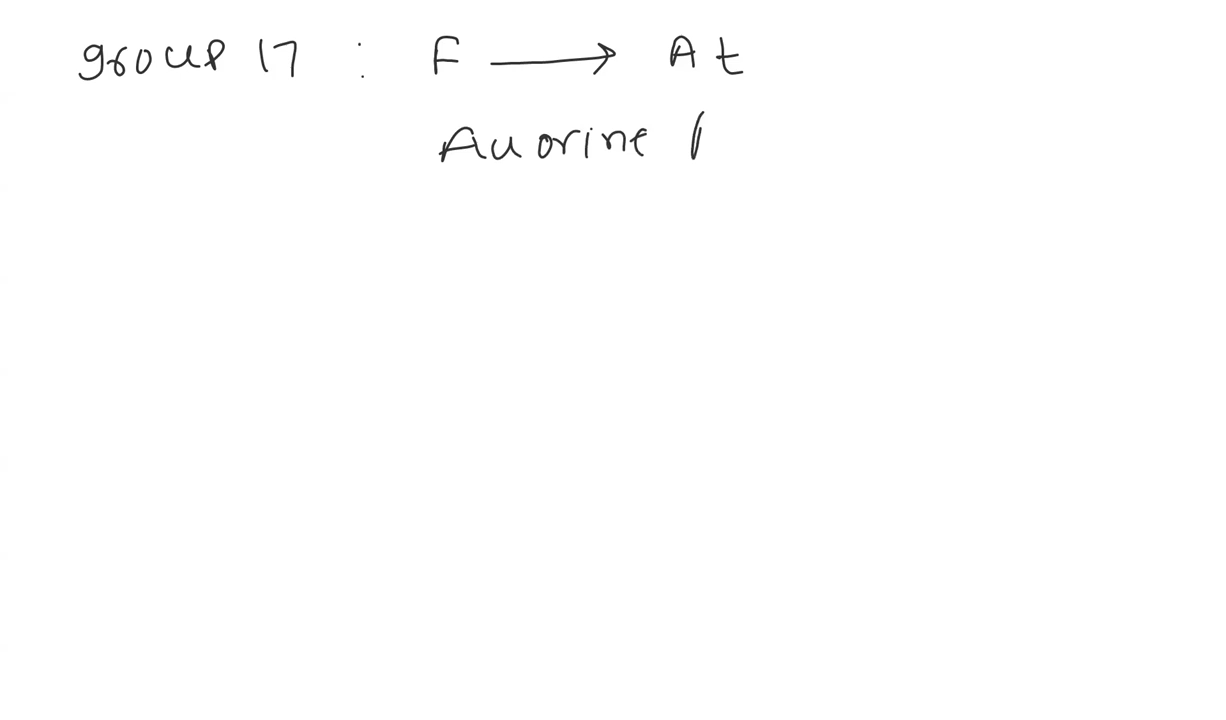 group 17 : F ⟶ At
Fluorine (